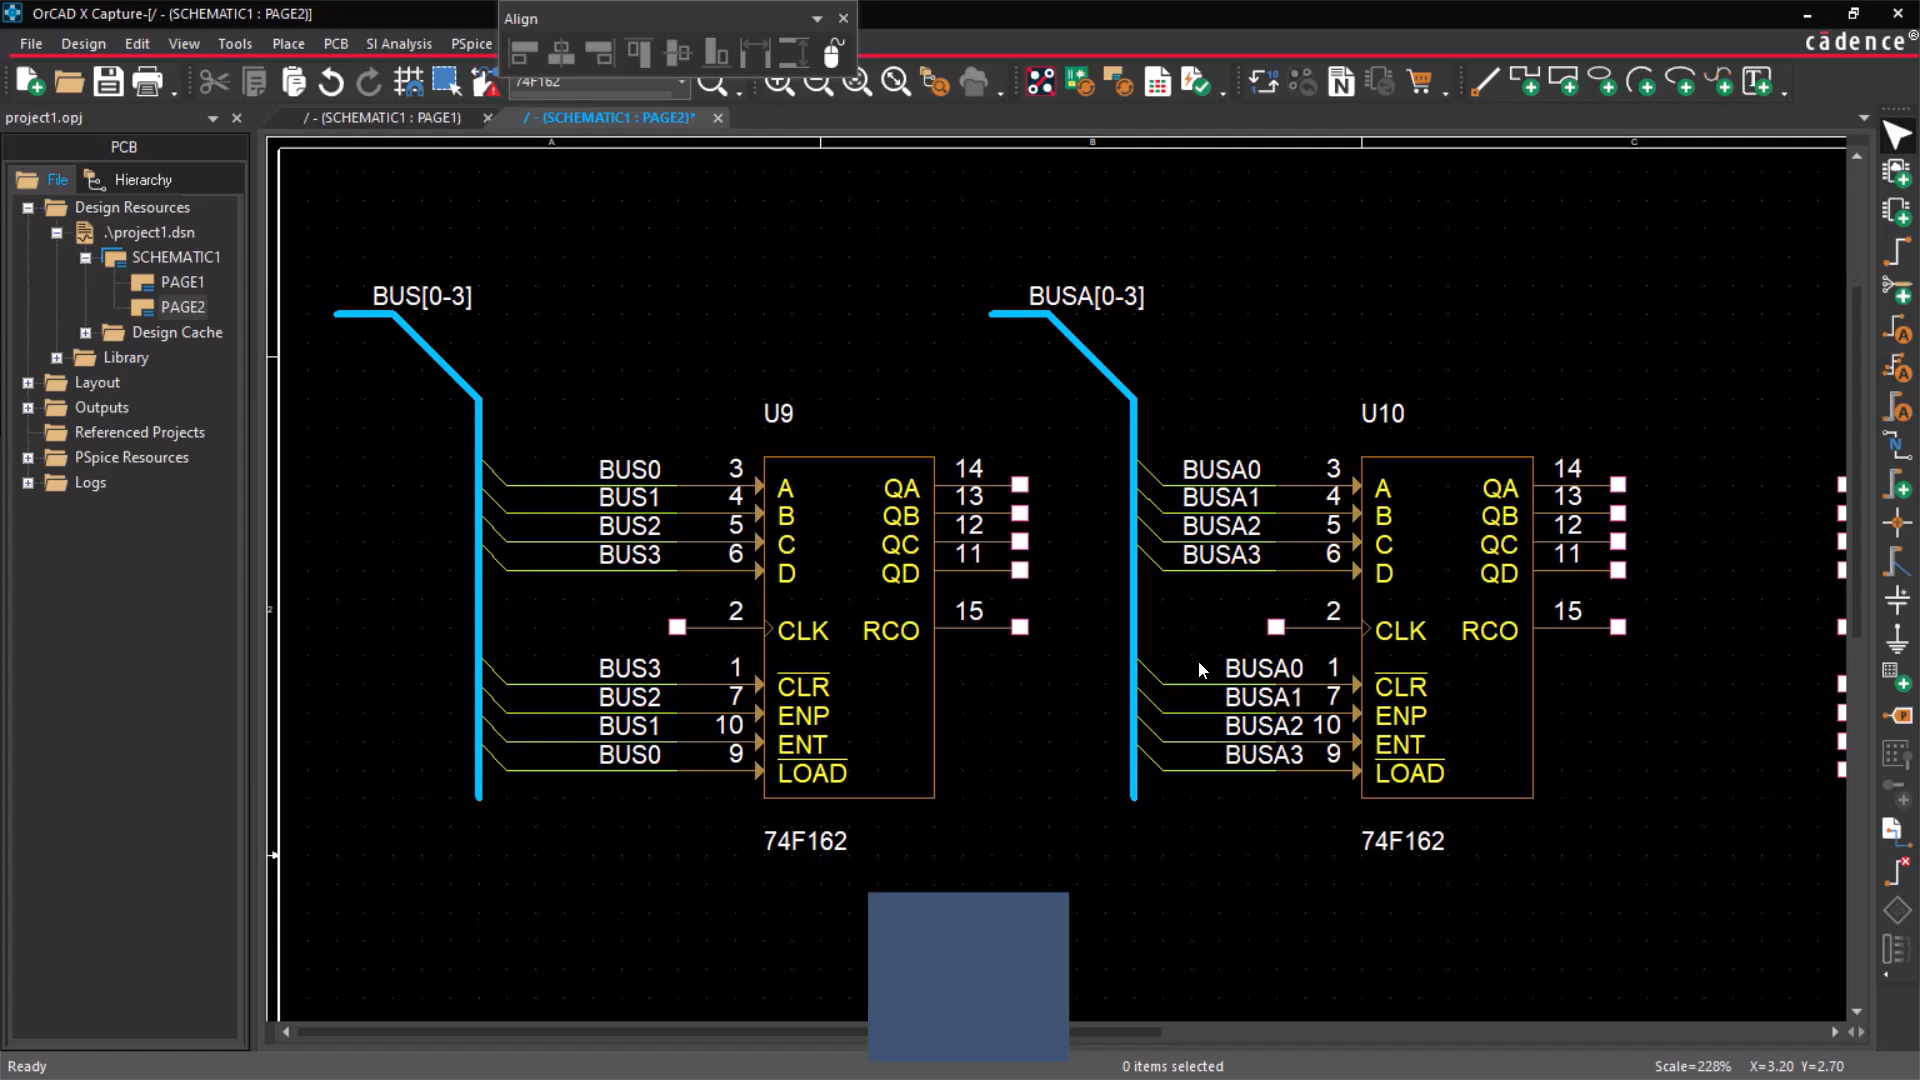 OrCAD X Capture-[/ - (SCHEMATIC1 : PAGE2)]
Align
File Design Edit View Tools Place PCB SI Analysis PSpice
cādence®
74F162
project1.opj
/ - (SCHEMATIC1 : PAGE1)
/ - (SCHEMATIC1 : PAGE2)*
PCB
File
Hierarchy
Design Resources
.\project1.dsn
SCHEMATIC1
PAGE1
PAGE2
Design Cache
Library
Layout
Outputs
Referenced Projects
PSpice Resources
Logs
A B C
2
BUS[0-3]
BUSA[0-3]
U9
U10
BUS0 3 A QA 14
BUS1 4 B QB 13
BUS2 5 C QC 12
BUS3 6 D QD 11
2 CLK RCO 15
BUS3 1 CLR
BUS2 7 ENP
BUS1 10 ENT
BUS0 9 LOAD
74F162
BUSA0 3 A QA 14
BUSA1 4 B QB 13
BUSA2 5 C QC 12
BUSA3 6 D QD 11
2 CLK RCO 15
BUSA0 1 CLR
BUSA1 7 ENP
BUSA2 10 ENT
BUSA3 9 LOAD
74F162
Ready
0 items selected
Scale=228% X=3.20 Y=2.70